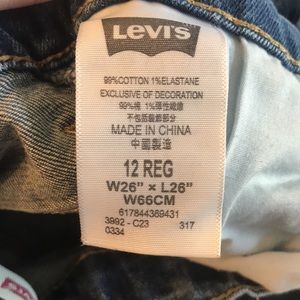 LEVI'S
99%COTTON 1%ELASTANE
EXCLUSIVE OF DECORATION
99%棉 1%彈性纖維
不包括裝飾部分
MADE IN CHINA
中國製造
12 REG
W26" × L26"
W66CM
617844369431
3992 - C23 317
0334